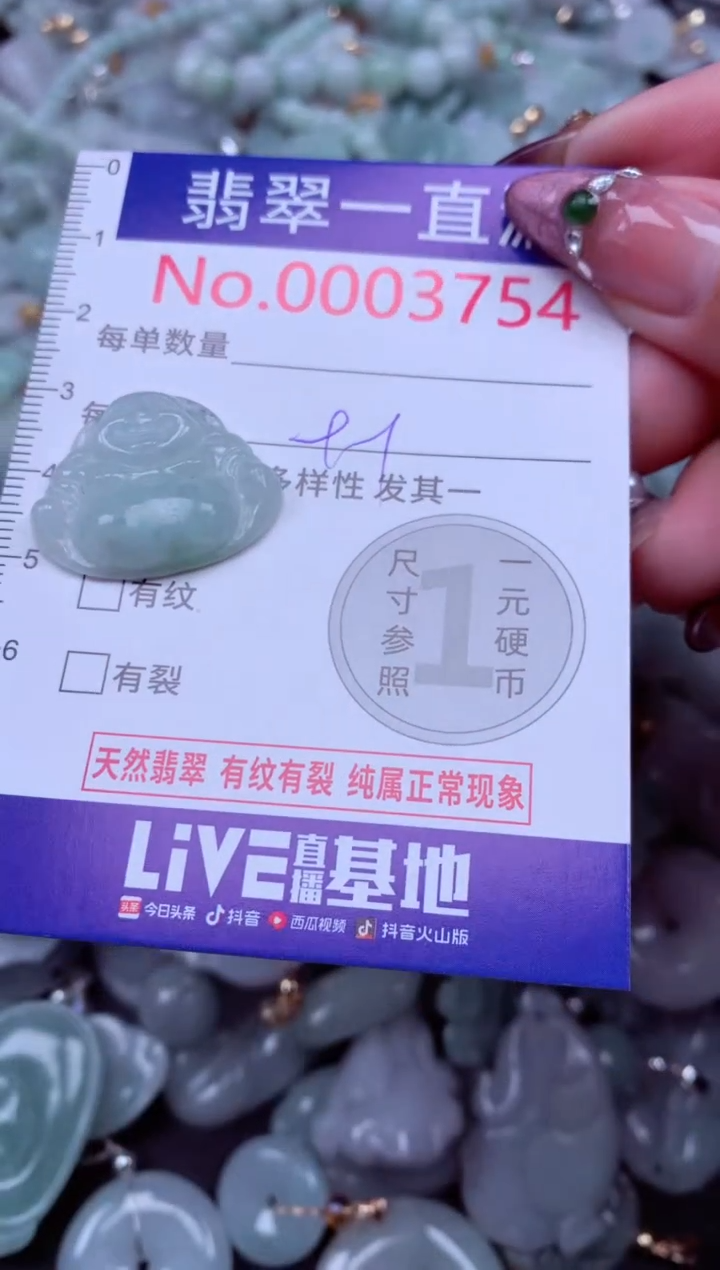 翡翠一直
No.0003754
每单数量
多样性 发其一
有纹
有裂
尺寸参照
1
一元硬币
天然翡翠 有纹有裂 纯属正常现象
LiVE直播基地
头条 今日头条 抖音 西瓜视频 抖音火山版
0
1
2
3
4
5
6